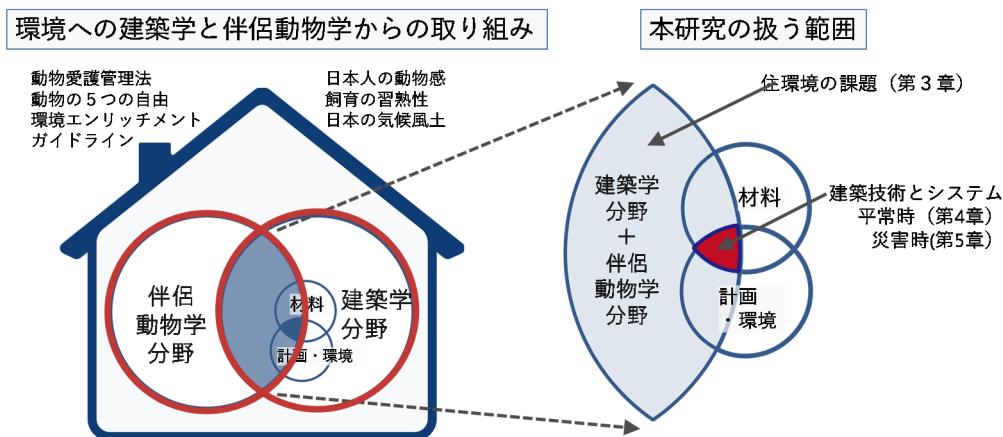 環境への建築学と伴侶動物学からの取り組み
動物愛護管理法
動物の５つの自由
環境エンリッチメント
ガイドライン
日本人の動物感
飼育の習熟性
日本の気候風土
伴侶
動物学
分野
材料
計画・環境
建築学
分野
本研究の扱う範囲
住環境の課題（第３章）
建築学
分野
＋
伴侶
動物学
分野
材料
建築技術とシステム
平常時（第4章）
災害時(第5章）
計画
・環境